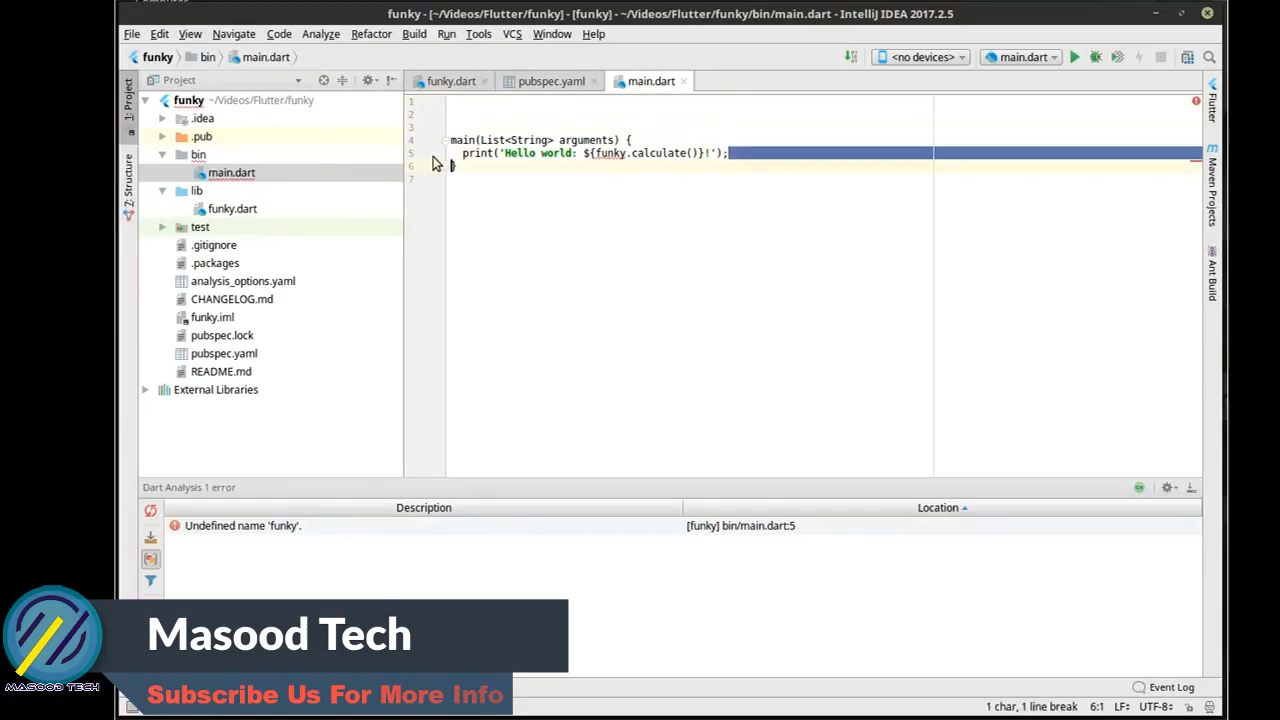 funky - [~/Videos/Flutter/funky] - [funky] - ~/Videos/Flutter/funky/bin/main.dart - IntelliJ IDEA 2017.2.5
File Edit View Navigate Code Analyze Refactor Build Run Tools VCS Window Help
funky bin main.dart <no devices> main.dart
Project funky.dart pubspec.yaml main.dart
1: Project
Z: Structure
funky ~/Videos/Flutter/funky
.idea
.pub
bin
main.dart
lib
funky.dart
test
.gitignore
.packages
analysis_options.yaml
CHANGELOG.md
funky.iml
pubspec.lock
pubspec.yaml
README.md
External Libraries
1
2
3
4 main(List<String> arguments) {
5 print('Hello world: ${funky.calculate()}!');
6 }
7
Flutter
Maven Projects
Ant Build
Dart Analysis 1 error
Description Location
Undefined name 'funky'. [funky] bin/main.dart:5
Masood Tech
Subscribe Us For More Info
MASOOD TECH
Event Log
1 char, 1 line break 6:1 LF÷ UTF-8÷